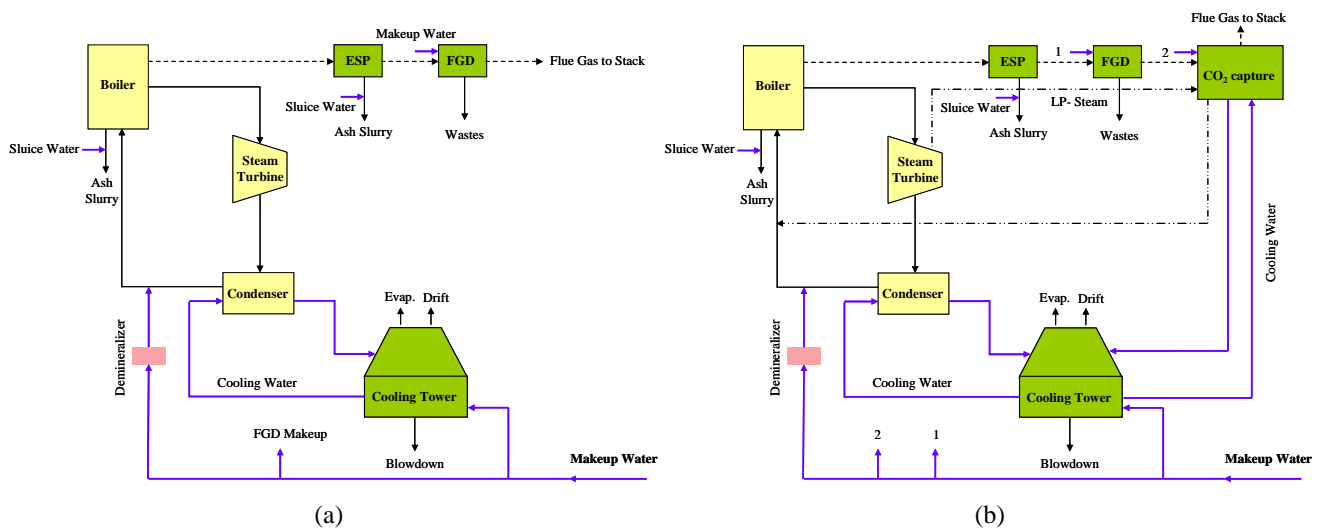 Makeup Water
Boiler
ESP
FGD
Flue Gas to Stack
Sluice Water
Ash Slurry
Wastes
Sluice Water
Ash
Slurry
Steam
Turbine
Condenser
Evap.
Drift
Demineralizer
Cooling Water
Cooling Tower
FGD Makeup
Blowdown
Makeup Water
(a)
Flue Gas to Stack
1
2
Boiler
ESP
FGD
CO2 capture
LP- Steam
Sluice Water
Ash Slurry
Wastes
Sluice Water
Ash
Slurry
Steam
Turbine
Cooling Water
Condenser
Evap.
Drift
Demineralizer
Cooling Water
Cooling Tower
2
1
Blowdown
Makeup Water
(b)